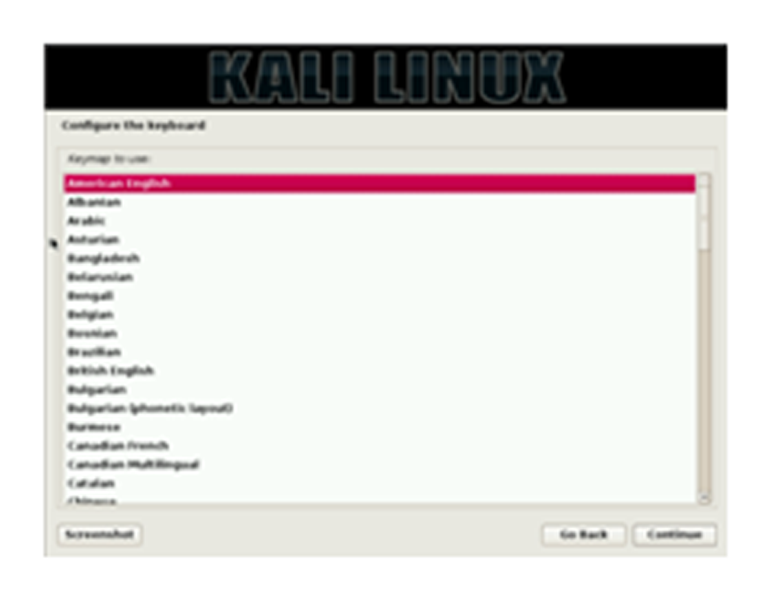 KALI LINUX
Configure the keyboard
Keymap to use:
American English
Albanian
Arabic
Asturian
Bangladesh
Belarusian
Bengali
Belgian
Bosnian
Brazilian
British English
Bulgarian
Bulgarian (phonetic layout)
Burmese
Canadian French
Canadian Multilingual
Catalan
Chinese
Screenshot
Go Back
Continue